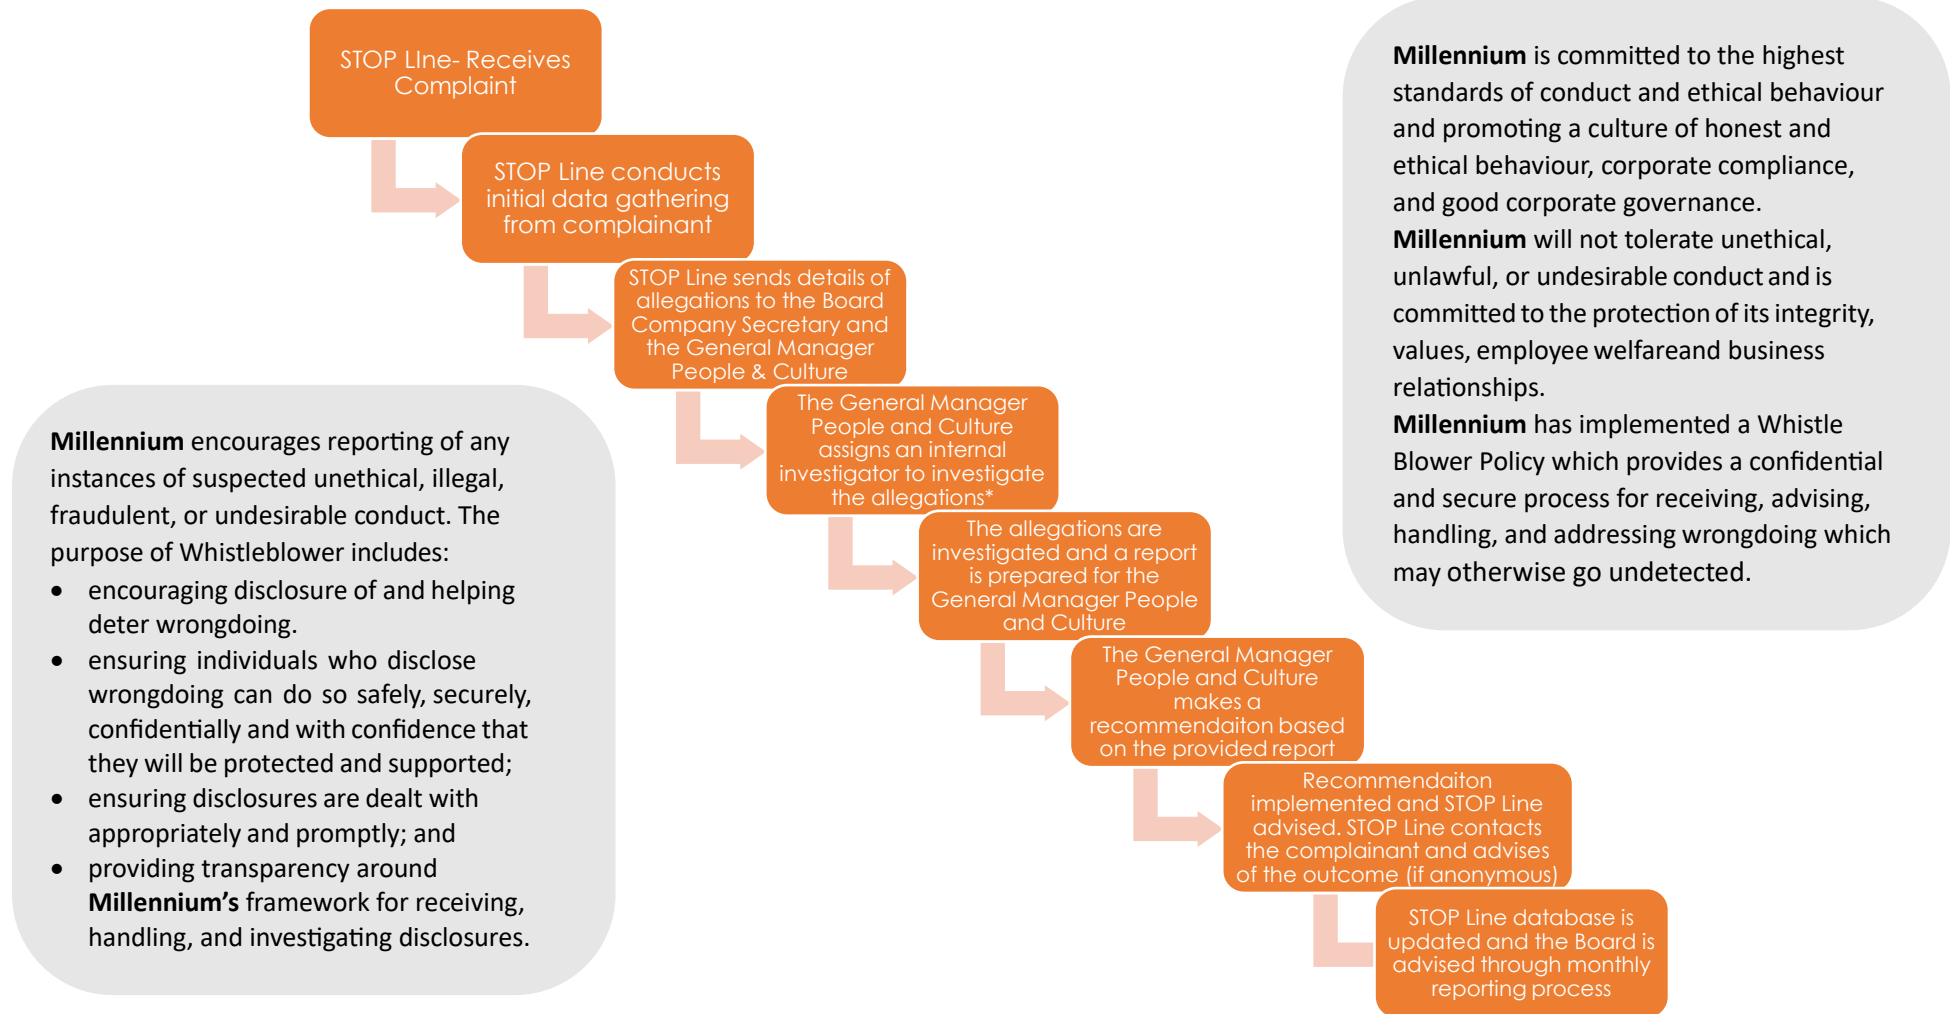 STOP LIne- Receives
Complaint
STOP Line conducts
initial data gathering
from complainant
STOP Line sends details of
allegations to the Board
Company Secretary and
the General Manager
People & Culture
The General Manager
People and Culture
assigns an internal
investigator to investigate
the allegations*
The allegations are
investigated and a report
is prepared for the
General Manager People
and Culture
The General Manager
People and Culture
makes a
recommendaiton based
on the provided report
Recommendaiton
implemented and STOP Line
advised. STOP Line contacts
the complainant and advises
of the outcome (if anonymous)
STOP Line database is
updated and the Board is
advised through monthly
reporting process
Millennium is committed to the highest
standards of conduct and ethical behaviour
and promoting a culture of honest and
ethical behaviour, corporate compliance,
and good corporate governance.
Millennium will not tolerate unethical,
unlawful, or undesirable conduct and is
committed to the protection of its integrity,
values, employee welfareand business
relationships.
Millennium has implemented a Whistle
Blower Policy which provides a confidential
and secure process for receiving, advising,
handling, and addressing wrongdoing which
may otherwise go undetected.
Millennium encourages reporting of any
instances of suspected unethical, illegal,
fraudulent, or undesirable conduct. The
purpose of Whistleblower includes:
• encouraging disclosure of and helping
deter wrongdoing.
• ensuring individuals who disclose
wrongdoing can do so safely, securely,
confidentially and with confidence that
they will be protected and supported;
• ensuring disclosures are dealt with
appropriately and promptly; and
• providing transparency around
Millennium’s framework for receiving,
handling, and investigating disclosures.